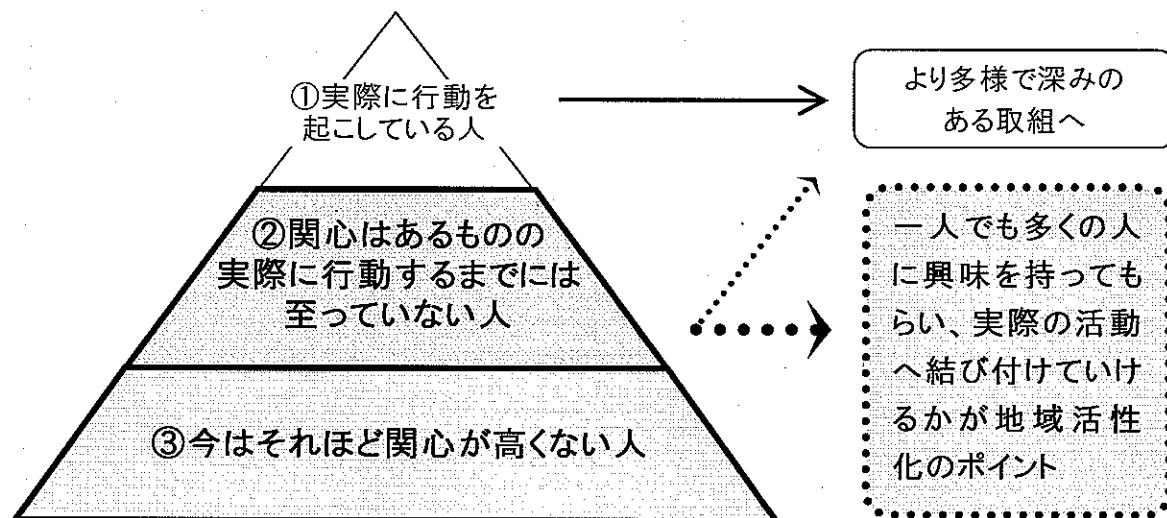 ①実際に行動を
起こしている人
より多様で深みの
ある取組へ
②関心はあるものの
実際に行動するまでには
至っていない人
一人でも多くの人
に興味を持っても
らい、実際の活動
へ結び付けていけ
るかが地域活性
化のポイント
③今はそれほど関心が高くない人